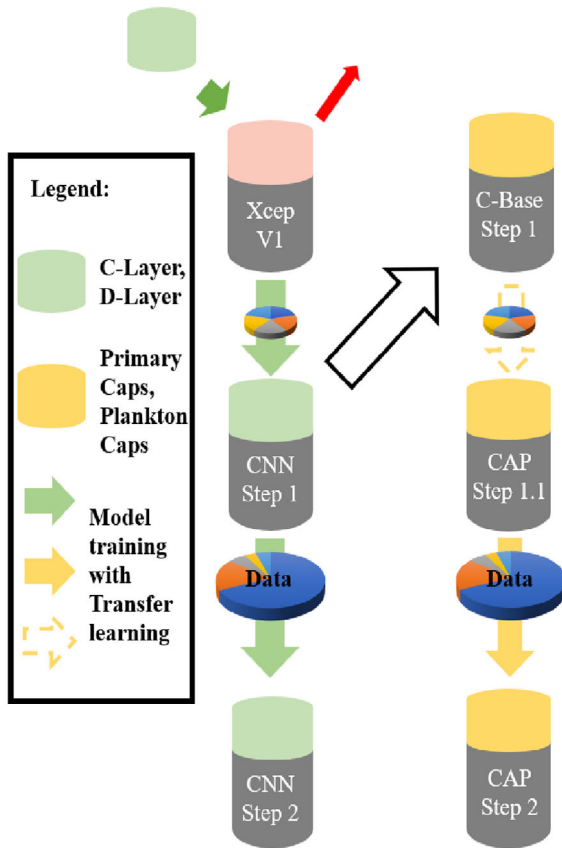 Legend:
C-Layer,
D-Layer
Primary
Caps,
Plankton
Caps
Model
training
with
Transfer
learning
Xcep
V1
CNN
Step 1
Data
CNN
Step 2
C-Base
Step 1
CAP
Step 1.1
Data
CAP
Step 2